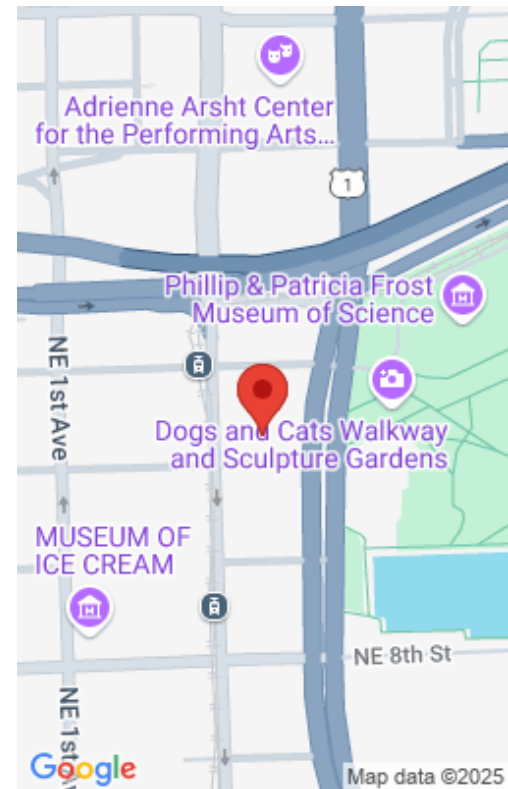 Adrienne Arsht Center
for the Performing Arts...
1
Phillip & Patricia Frost
Museum of Science
NE 1st Ave
Dogs and Cats Walkway
and Sculpture Gardens
MUSEUM OF
ICE CREAM
NE 8th St
NE 1st Av
Google
Map data ©2025